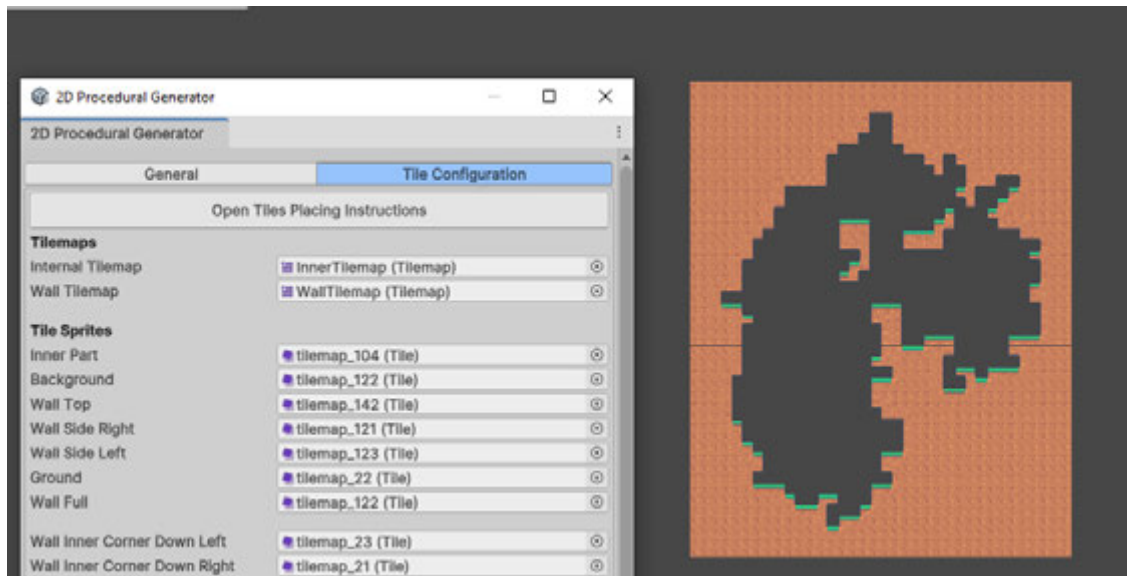 2D Procedural Generator
2D Procedural Generator
General Tile Configuration
Open Tiles Placing Instructions
Tilemaps
Internal Tilemap InnerTilemap (Tilemap)
Wall Tilemap WallTilemap (Tilemap)
Tile Sprites
Inner Part tilemap_104 (Tile)
Background tilemap_122 (Tile)
Wall Top tilemap_142 (Tile)
Wall Side Right tilemap_121 (Tile)
Wall Side Left tilemap_123 (Tile)
Ground tilemap_22 (Tile)
Wall Full tilemap_122 (Tile)
Wall Inner Corner Down Left tilemap_23 (Tile)
Wall Inner Corner Down Right tilemap_21 (Tile)